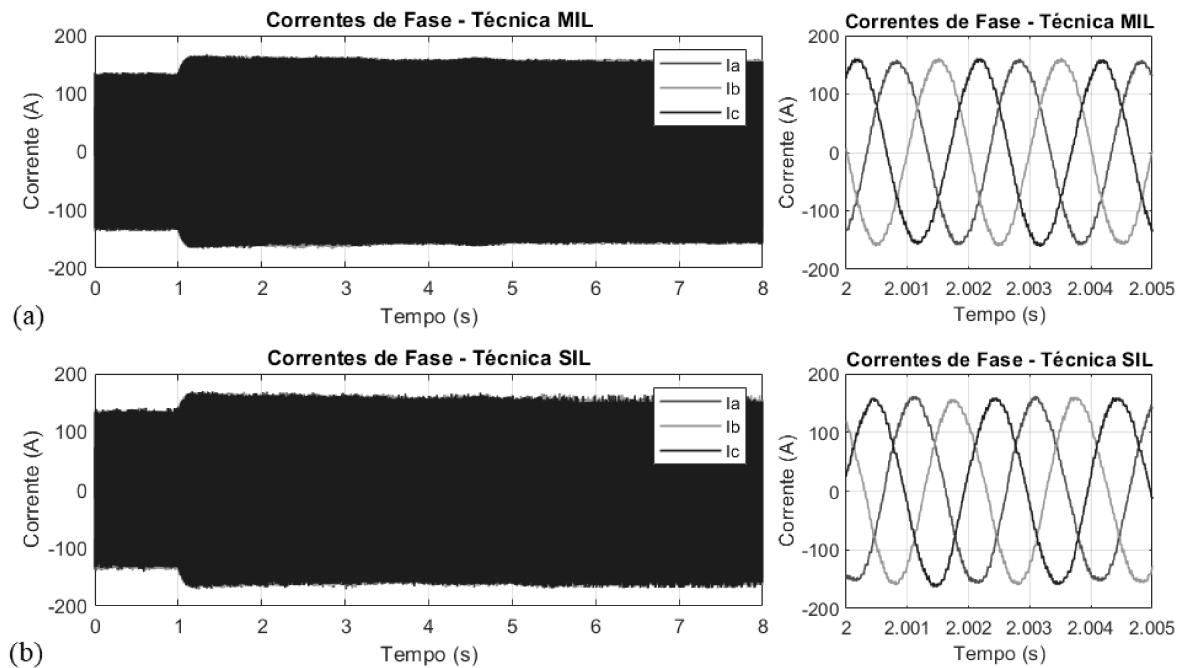 Correntes de Fase - Técnica MIL
Corrente (A)
200
100
0
-100
-200
Ia
Ib
Ic
0 1 2 3 4 5 6 7 8
Tempo (s)
(a)
Correntes de Fase - Técnica MIL
Corrente (A)
200
100
0
-100
-200
2 2.001 2.002 2.003 2.004 2.005
Tempo (s)
Correntes de Fase - Técnica SIL
Corrente (A)
200
100
0
-100
-200
Ia
Ib
Ic
0 1 2 3 4 5 6 7 8
Tempo (s)
(b)
Correntes de Fase - Técnica SIL
Corrente (A)
200
100
0
-100
-200
2 2.001 2.002 2.003 2.004 2.005
Tempo (s)